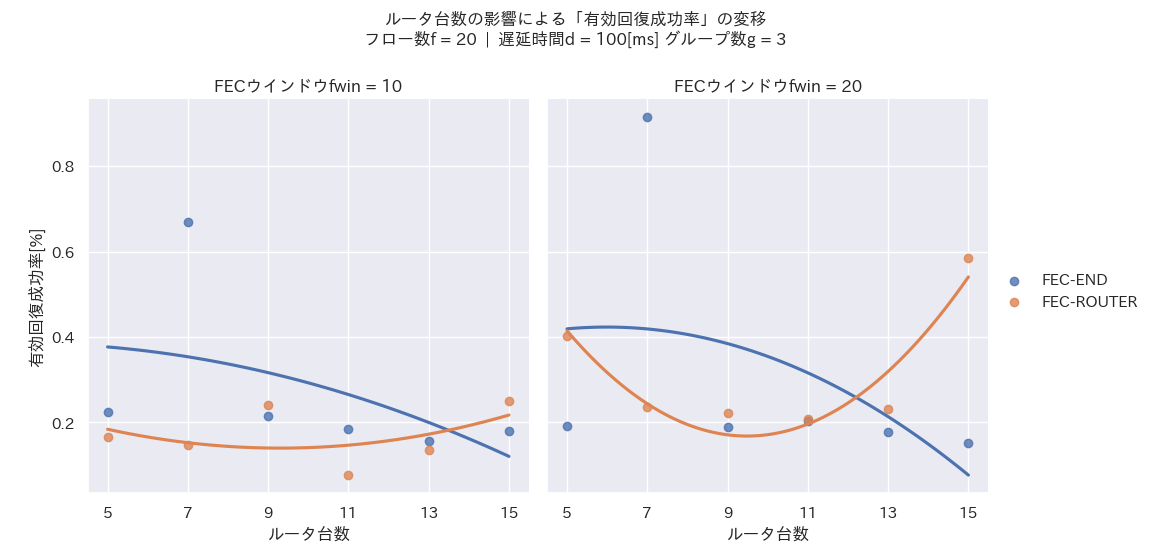 ルータ台数の影響による「有効回復成功率」の変移
フロー数f = 20 | 遅延時間d = 100[ms] グループ数g = 3
FECウインドウfwin = 10
FECウインドウfwin = 20
有効回復成功率[%]
0.8
0.6
0.4
0.2
5 7 9 11 13 15
5 7 9 11 13 15
ルータ台数
ルータ台数
FEC-END
FEC-ROUTER